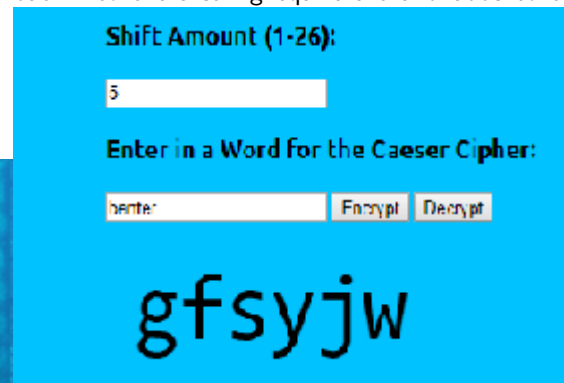 Shift Amount (1-26):
5
Enter in a Word for the Caeser Cipher:
banter Encrypt Decrypt
gfsyjw